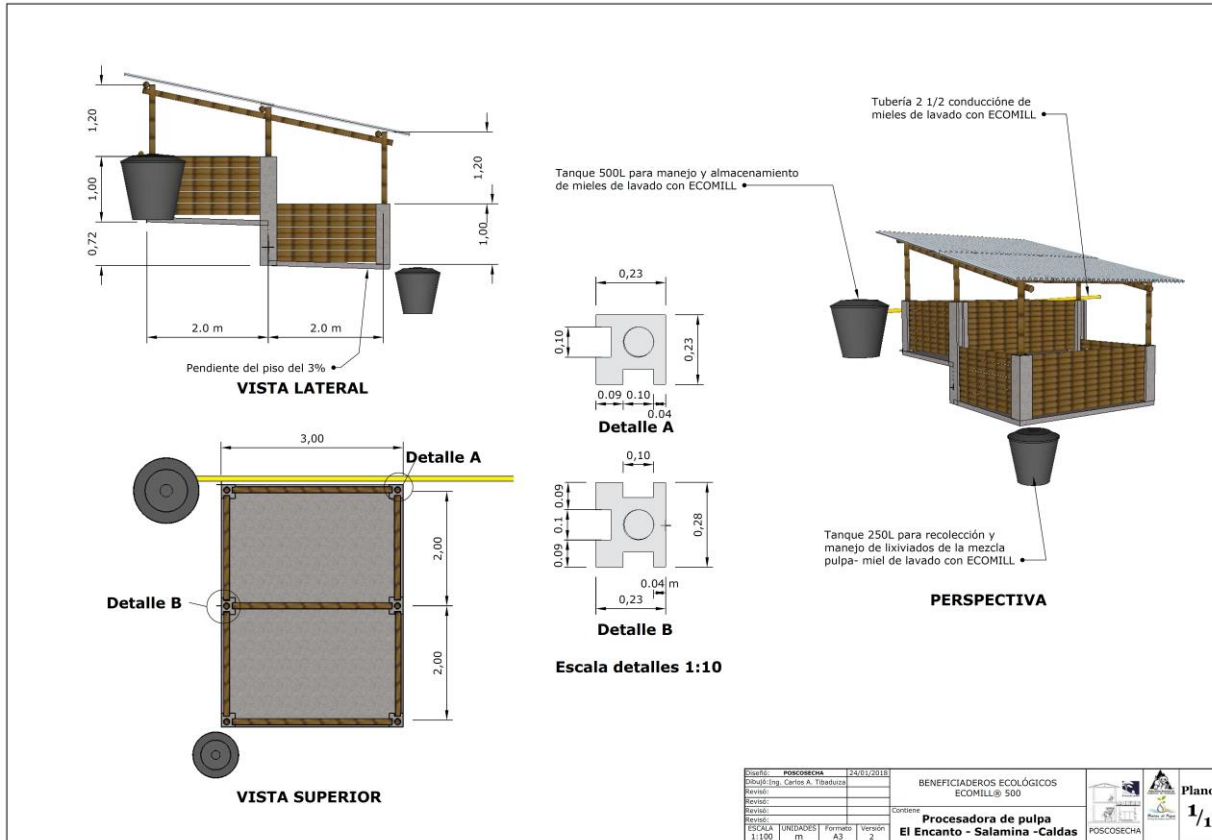 1,20
1,00
0,72
1,20
1,00
2.0 m
2.0 m
Pendiente del piso del 3%
VISTA LATERAL
Tanque 500L para manejo y almacenamiento
de mieles de lavado con ECOMILL
Tubería 2 1/2 conduccióne de
mieles de lavado con ECOMILL
0,23
0,10
0,23
0.09
0.10
0.04
Detalle A
0,10
0.09
0.1
0.09
0,28
0.04 m
0,23
Detalle B
Escala detalles 1:10
Tanque 250L para recolección y
manejo de lixiviados de la mezcla
pulpa- miel de lavado con ECOMILL
PERSPECTIVA
3,00
Detalle A
2,00
Detalle B
2,00
VISTA SUPERIOR
Diseñó: POSCOSECHA 24/01/2018
Dibujó:Ing. Carlos A. Tibaduiza
Revisó:
Revisó:
Revisó:
ESCALA UNIDADES Formato Versión
1:100 m A3 2
BENEFICIADEROS ECOLÓGICOS
ECOMILL® 500
Contiene
Procesadora de pulpa
El Encanto - Salamina -Caldas
POSCOSECHA
Plano
1/1